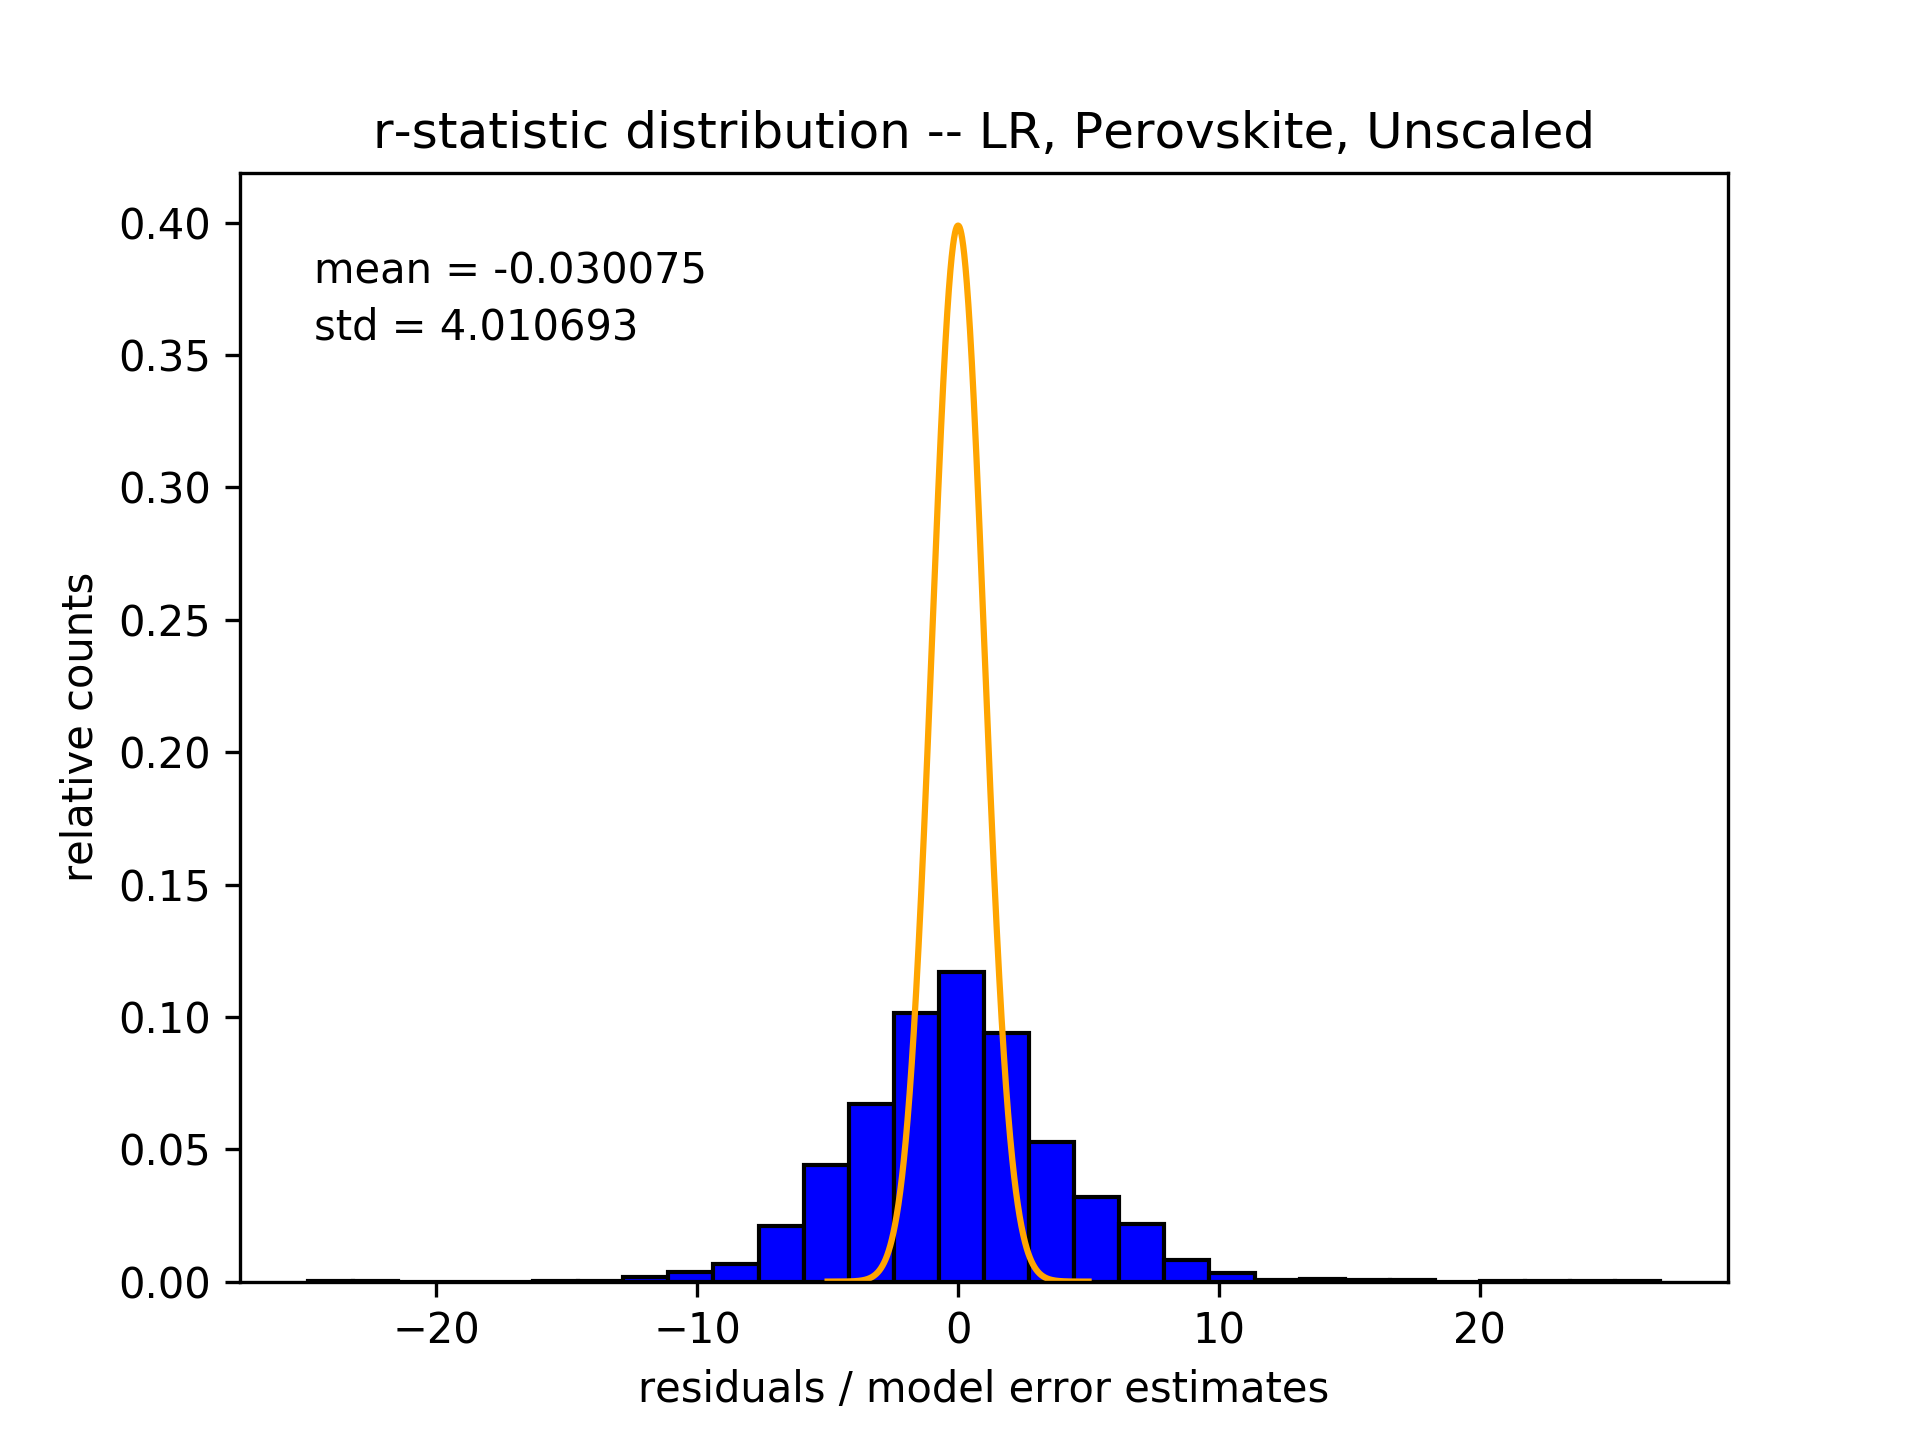 r-statistic distribution -- LR, Perovskite, Unscaled
mean = -0.030075
std = 4.010693
relative counts
0.40
0.35
0.30
0.25
0.20
0.15
0.10
0.05
0.00
−20 −10 0 10 20
residuals / model error estimates